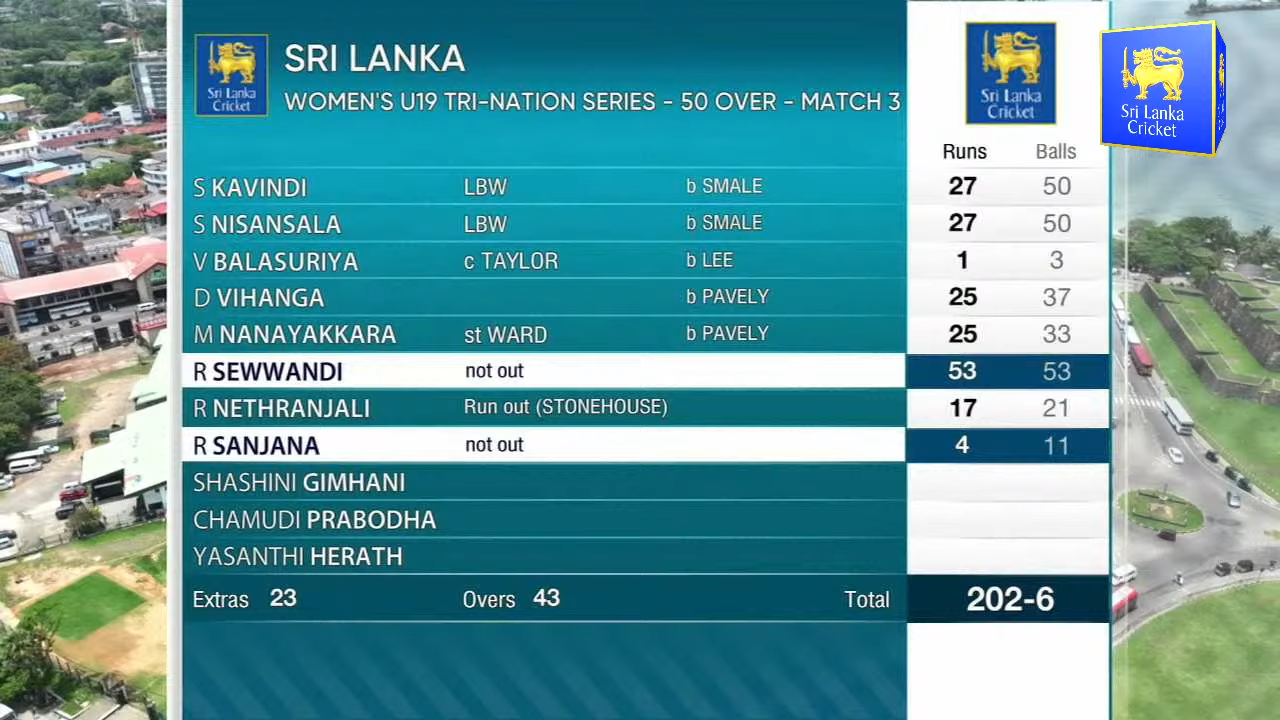 SRI LANKA
WOMEN'S U19 TRI-NATION SERIES - 50 OVER - MATCH 3
Sri Lanka
Cricket
Sri Lanka
Cricket
Sri Lanka
Cricket
Runs Balls
S KAVINDI LBW b SMALE 27 50
S NISANSALA LBW b SMALE 27 50
V BALASURIYA c TAYLOR b LEE 1 3
D VIHANGA b PAVELY 25 37
M NANAYAKKARA st WARD b PAVELY 25 33
R SEWWANDI not out 53 53
R NETHRANJALI Run out (STONEHOUSE) 17 21
R SANJANA not out 4 11
SHASHINI GIMHANI
CHAMUDI PRABODHA
YASANTHI HERATH
Extras 23 Overs 43 Total 202-6